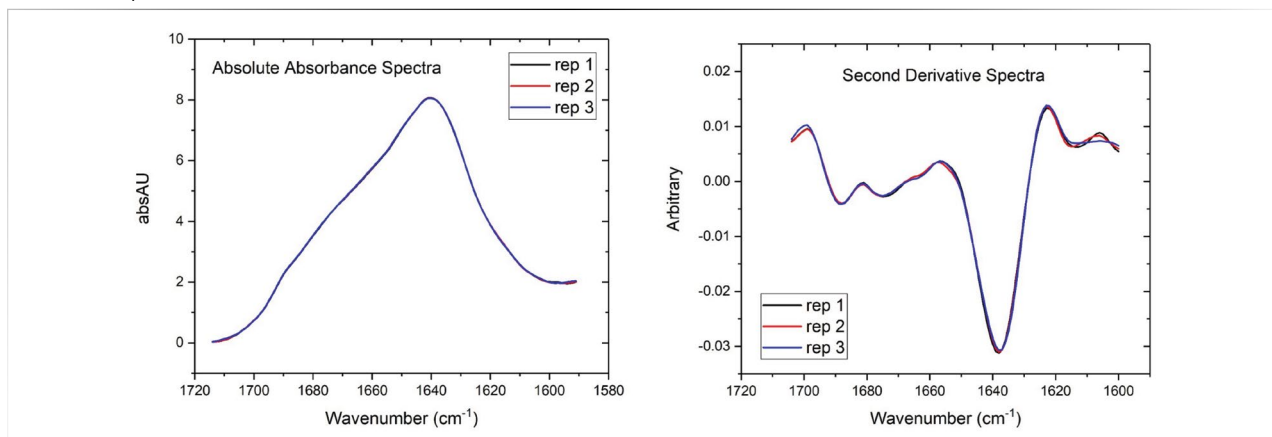 10
8
6
4
2
0
absAU
Absolute Absorbance Spectra
rep 1
rep 2
rep 3
1720 1700 1680 1660 1640 1620 1600 1580
Wavenumber (cm⁻¹)
0.02
0.01
0.00
-0.01
-0.02
-0.03
Arbitrary
Second Derivative Spectra
rep 1
rep 2
rep 3
1720 1700 1680 1660 1640 1620 1600
Wavenumber (cm⁻¹)